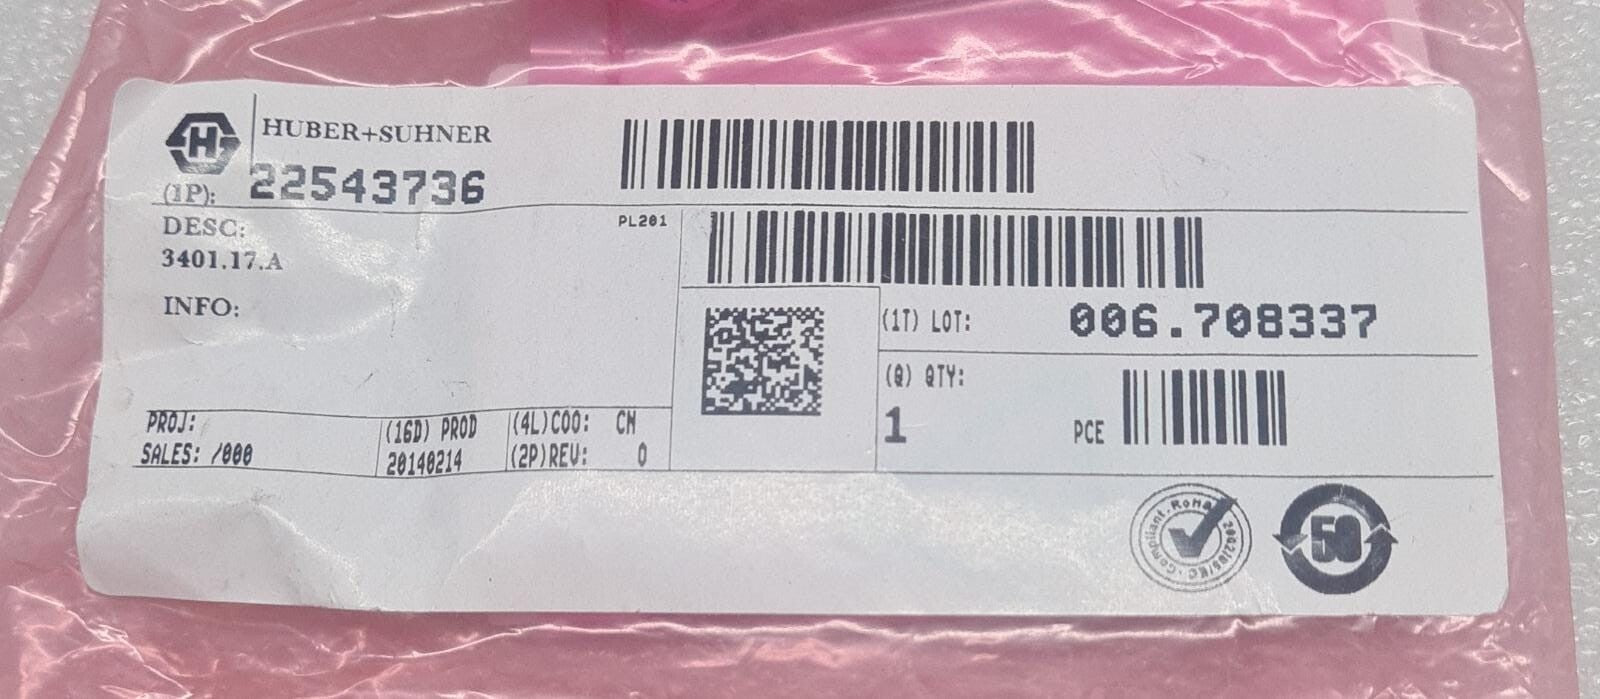 HUBER+SUHNER
(1P): 22543736
DESC:
PL201
3401.17.A
INFO:
(1T) LOT: 006.708337
(Q) QTY:
1 PCE
PROJ:
SALES: /000
(16D) PROD
20140214
(4L)COO: CN
(2P)REV: 0
Compliant.RoHS 2002/95/EC
50